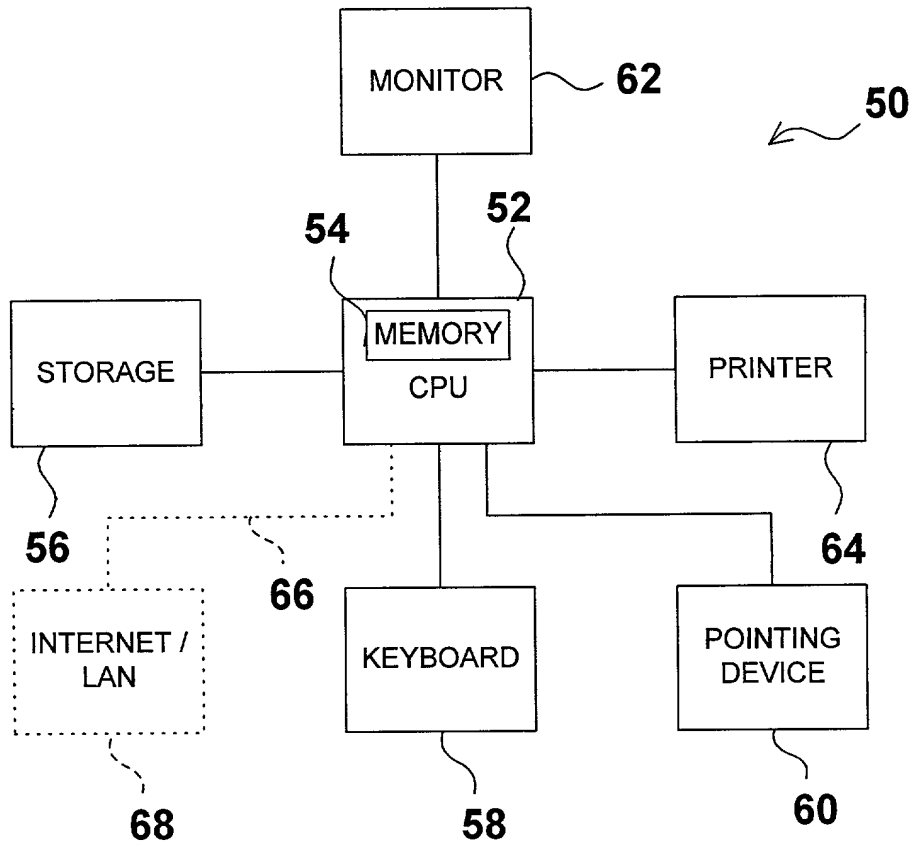 MONITOR
62
50
54
52
MEMORY
CPU
STORAGE
PRINTER
56
66
64
INTERNET /
LAN
KEYBOARD
POINTING
DEVICE
68
58
60